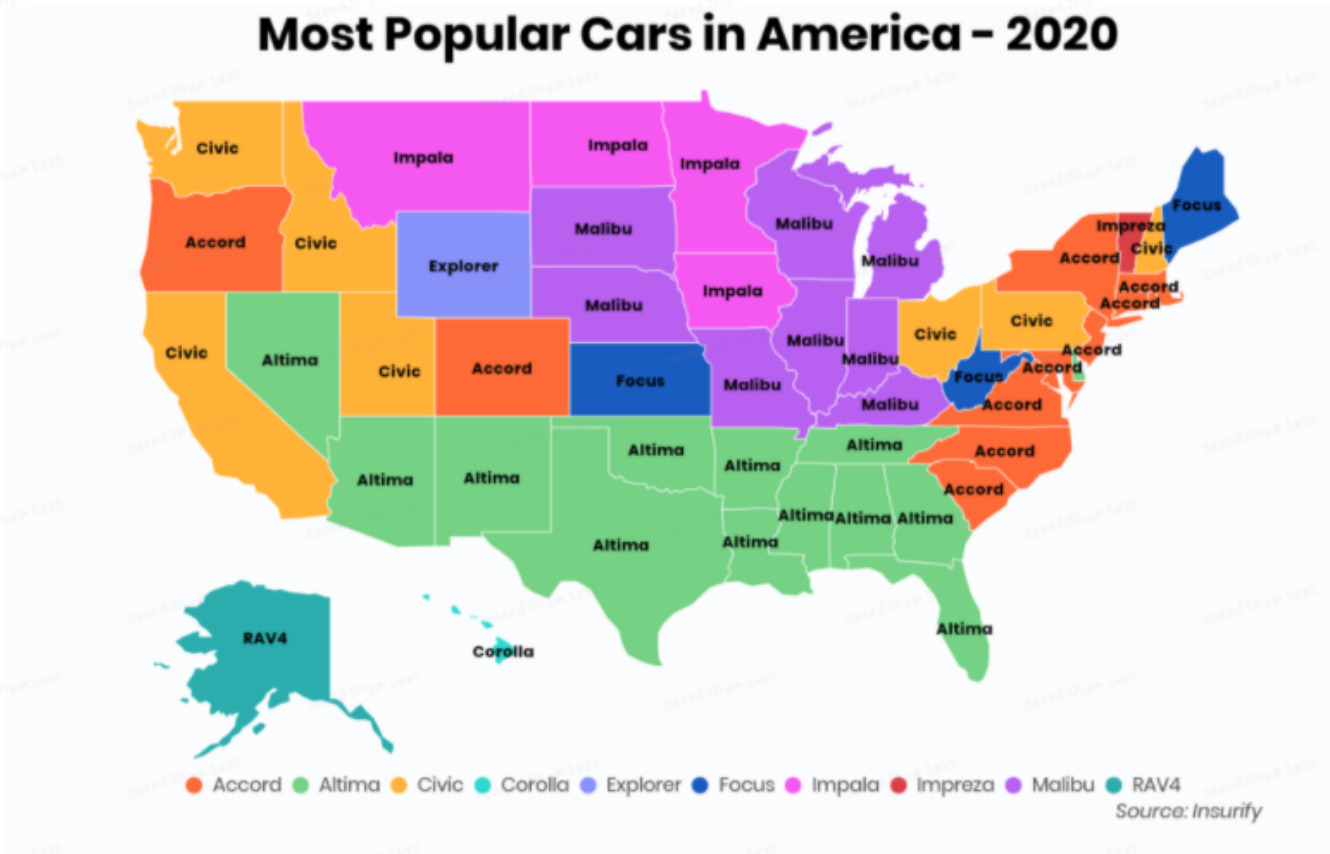 Most Popular Cars in America - 2020
Civic
Impala
Impala
Impala
Focus
Accord
Civic
Explorer
Malibu
Malibu
Malibu
Impreza
Civic
Accord
Accord
Accord
Civic
Altima
Civic
Accord
Malibu
Impala
Malibu
Malibu
Civic
Civic
Accord
Focus
Malibu
Malibu
Focus
Accord
Accord
Altima
Altima
Altima
Altima
Altima
Accord
Accord
Altima
Altima
Altima
Altima
Altima
Altima
RAV4
Corolla
Accord Altima Civic Corolla Explorer Focus Impala Impreza Malibu RAV4
Source: Insurify